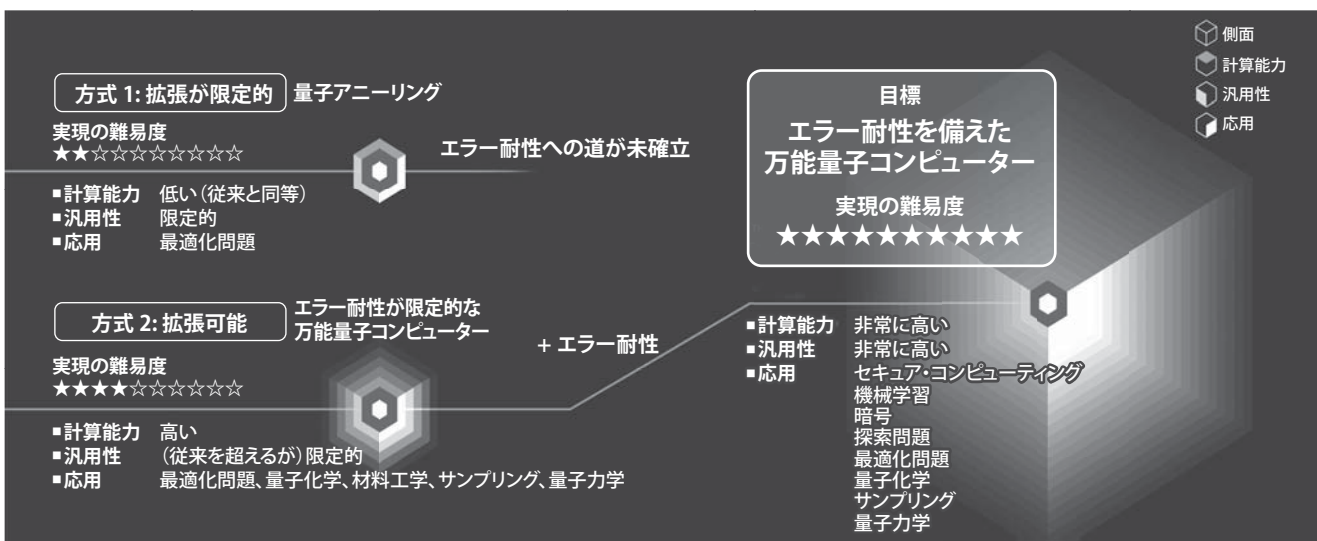 側面
計算能力
汎用性
応用
方式 1: 拡張が限定的 量子アニーリング
実現の難易度
★★☆☆☆☆☆☆☆☆
エラー耐性への道が未確立
■計算能力 低い（従来と同等）
■汎用性 限定的
■応用 最適化問題
方式 2: 拡張可能
エラー耐性が限定的な
万能量子コンピューター
実現の難易度
★★★★☆☆☆☆☆☆
+ エラー耐性
■計算能力 高い
■汎用性 （従来を超えるが）限定的
■応用 最適化問題、量子化学、材料工学、サンプリング、量子力学
目標
エラー耐性を備えた
万能量子コンピューター
実現の難易度
★★★★★★★★★★
■計算能力 非常に高い
■汎用性 非常に高い
■応用 セキュア・コンピューティング
機械学習
暗号
探索問題
最適化問題
量子化学
サンプリング
量子力学